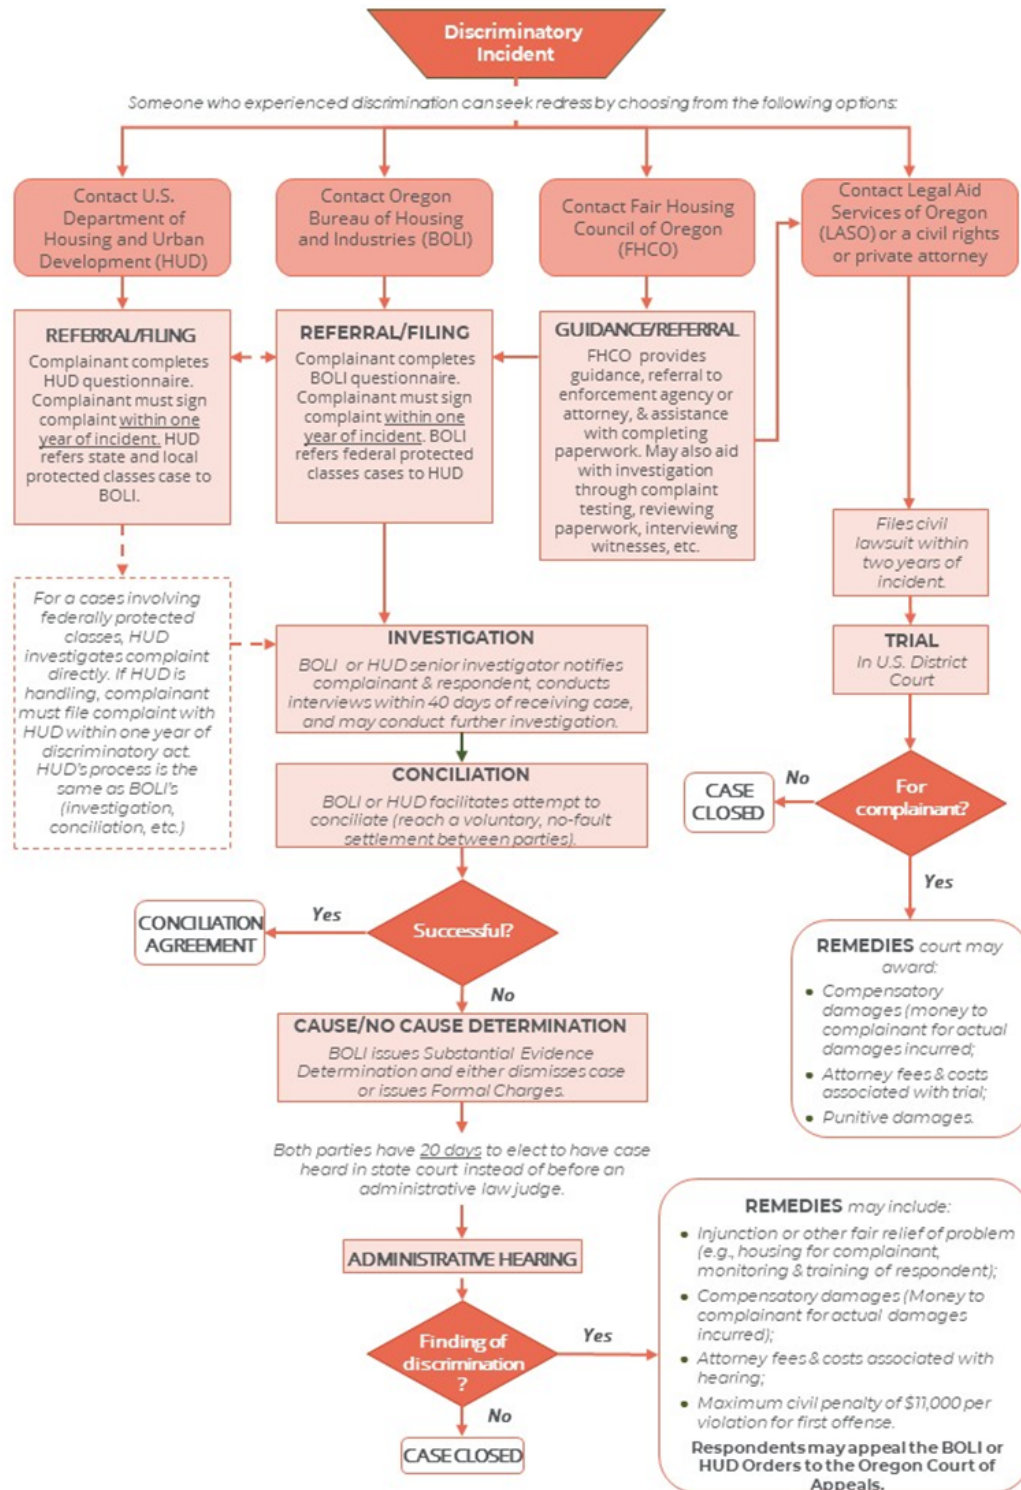 Discriminatory
Incident
Someone who experienced discrimination can seek redress by choosing from the following options:
Contact U.S.
Department of
Housing and Urban
Development (HUD)
Contact Oregon
Bureau of Housing
and Industries (BOLI)
Contact Fair Housing
Council of Oregon
(FHCO)
Contact Legal Aid
Services of Oregon
(LASO) or a civil rights
or private attorney
REFERRAL/FILING
Complainant completes
HUD questionnaire.
Complainant must sign
complaint within one
year of incident. HUD
refers state and local
protected classes case to
BOLI.
REFERRAL/FILING
Complainant completes
BOLI questionnaire.
Complainant must sign
complaint within one
year of incident. BOLI
refers federal protected
classes cases to HUD
GUIDANCE/REFERRAL
FHCO provides
guidance, referral to
enforcement agency or
attorney, & assistance
with completing
paperwork. May also aid
with investigation
through complaint
testing, reviewing
paperwork, interviewing
witnesses, etc.
Files civil
lawsuit within
two years of
incident.
For a cases involving
federally protected
classes, HUD
investigates complaint
directly. If HUD is
handling, complainant
must file complaint with
HUD within one year of
discriminatory act.
HUD's process is the
same as BOLI's
(investigation,
conciliation, etc.)
INVESTIGATION
BOLI or HUD senior investigator notifies
complainant & respondent, conducts
interviews within 40 days of receiving case,
and may conduct further investigation.
TRIAL
In U.S. District
Court
CONCILIATION
BOLI or HUD facilitates attempt to
conciliate (reach a voluntary, no-fault
settlement between parties).
CASE
CLOSED
No
For
complainant?
Yes
CONCILIATION
AGREEMENT
Yes
Successful?
No
REMEDIES court may
award:
• Compensatory
damages (money to
complainant for actual
damages incurred;
• Attorney fees & costs
associated with trial;
• Punitive damages.
CAUSE/NO CAUSE DETERMINATION
BOLI issues Substantial Evidence
Determination and either dismisses case
or issues Formal Charges.
Both parties have 20 days to elect to have case
heard in state court instead of before an
administrative law judge.
ADMINISTRATIVE HEARING
Finding of
discrimination
?
Yes
No
CASE CLOSED
REMEDIES may include:
• Injunction or other fair relief of problem
(e.g., housing for complainant,
monitoring & training of respondent);
• Compensatory damages (Money to
complainant for actual damages
incurred);
• Attorney fees & costs associated with
hearing;
• Maximum civil penalty of $11,000 per
violation for first offense.
Respondents may appeal the BOLI or
HUD Orders to the Oregon Court of
Appeals.